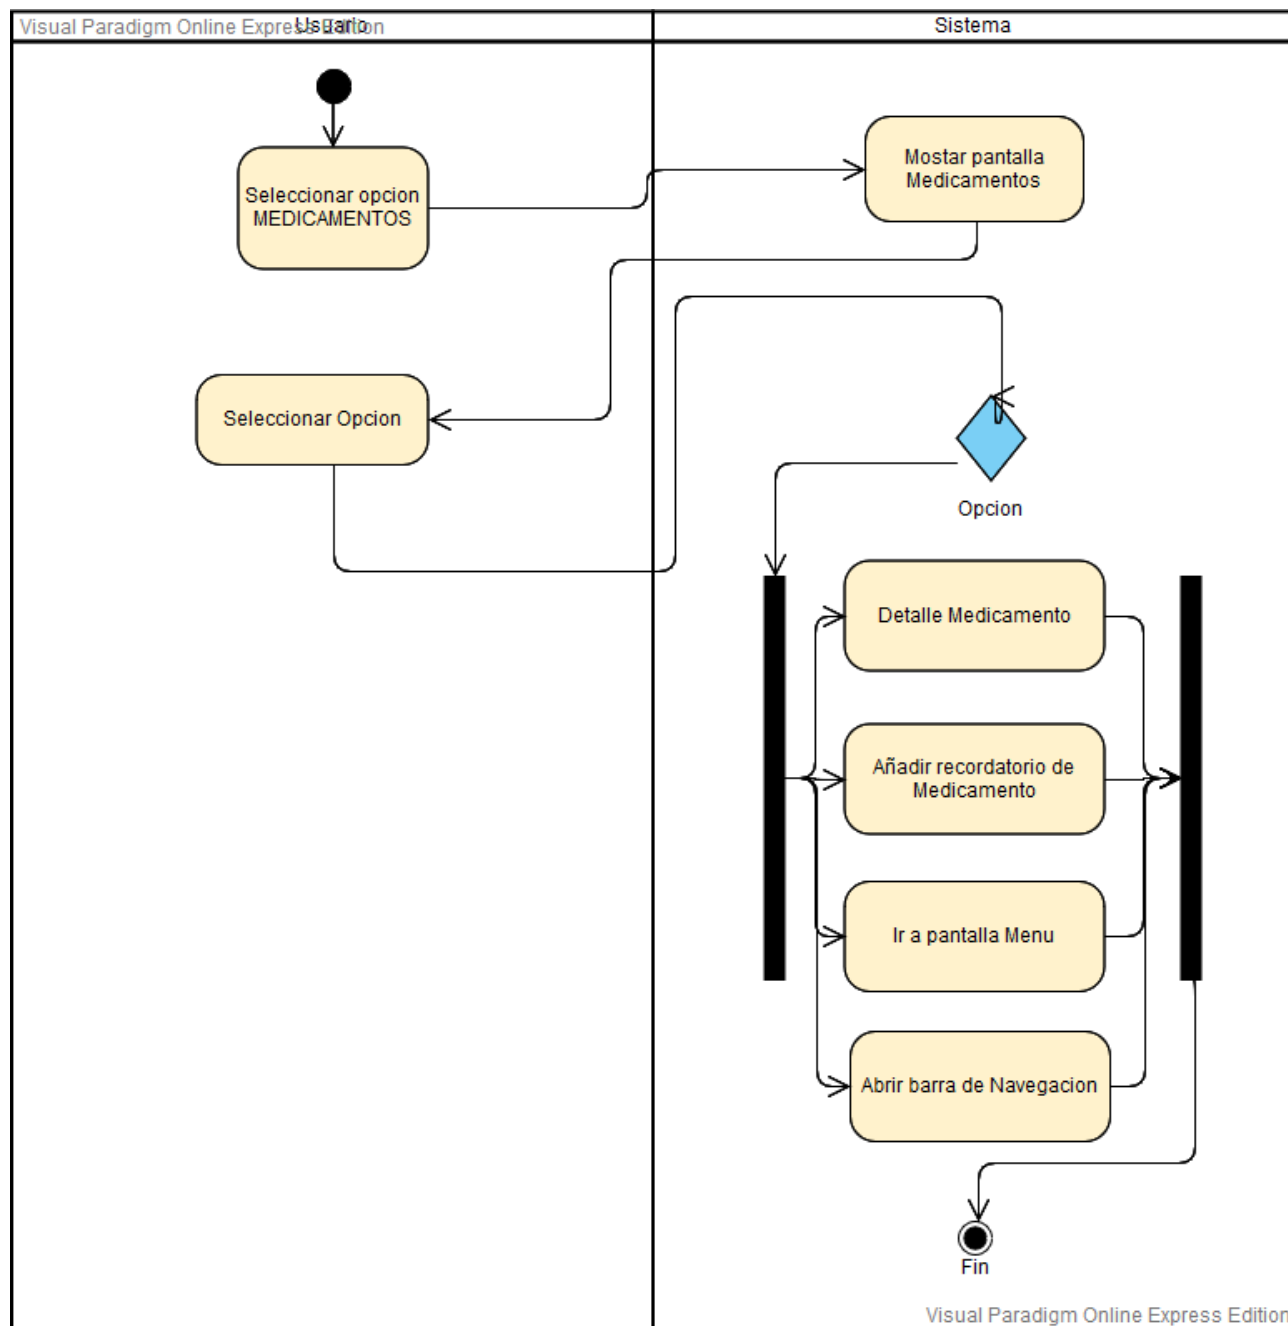 Visual Paradigm Online Express Edition
Usuario
Sistema
Seleccionar opcion
MEDICAMENTOS
Mostar pantalla
Medicamentos
Seleccionar Opcion
Opcion
Detalle Medicamento
Añadir recordatorio de
Medicamento
Ir a pantalla Menu
Abrir barra de Navegacion
Fin
Visual Paradigm Online Express Edition